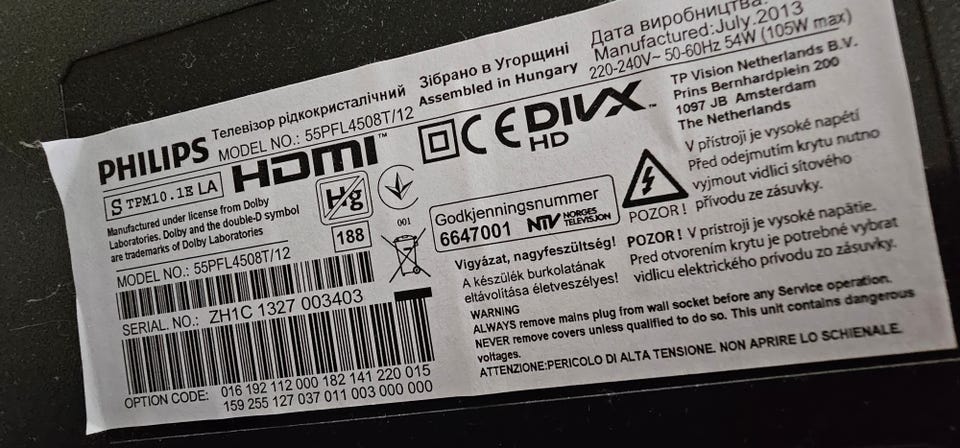 Телевізор рідкокристалічний
PHILIPS MODEL NO.: 55PFL4508T/12
Зібрано в Угорщині
Assembled in Hungary
Дата виробництва:
Manufactured:July.2013
220-240V~ 50-60Hz 54W (105W max)
TP Vision Netherlands B.V.
Prins Bernhardplein 200
1097 JB Amsterdam
The Netherlands
S TPM10.1E LA
HDMI™
CE
DIVX™
HD
Hg
188
001
Manufactured under license from Dolby
Laboratories. Dolby and the double-D symbol
are trademarks of Dolby Laboratories
MODEL NO.: 55PFL4508T/12
SERIAL. NO.: ZH1C 1327 003403
OPTION CODE: 016 192 112 000 182 141 220 015
159 255 127 037 011 003 000 000
Godkjenningsnummer
6647001 NTV NORGES
TELEVISJON
Vigyázat, nagyfeszültség!
A készülék burkolatának
eltávolítása életveszélyes!
POZOR !
V přístroji je vysoké napětí
Před odejmutím krytu nutno
vyjmout vidlici síťového
přívodu ze zásuvky.
POZOR ! V prístroji je vysoké napätie.
Pred otvorením krytu je potrebné vybrat
vidlicu elektrického prívodu zo zásuvky.
WARNING
ALWAYS remove mains plug from wall socket before any Service operation.
NEVER remove covers unless qualified to do so. This unit contains dangerous
voltages.
ATTENZIONE:PERICOLO DI ALTA TENSIONE. NON APRIRE LO SCHIENALE.